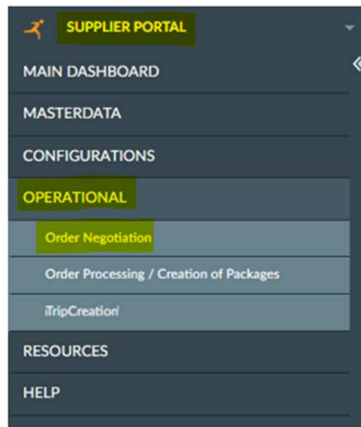 SUPPLIER PORTAL
MAIN DASHBOARD
MASTERDATA
CONFIGURATIONS
OPERATIONAL
Order Negotiation
Order Processing / Creation of Packages
iTripCreation
RESOURCES
HELP